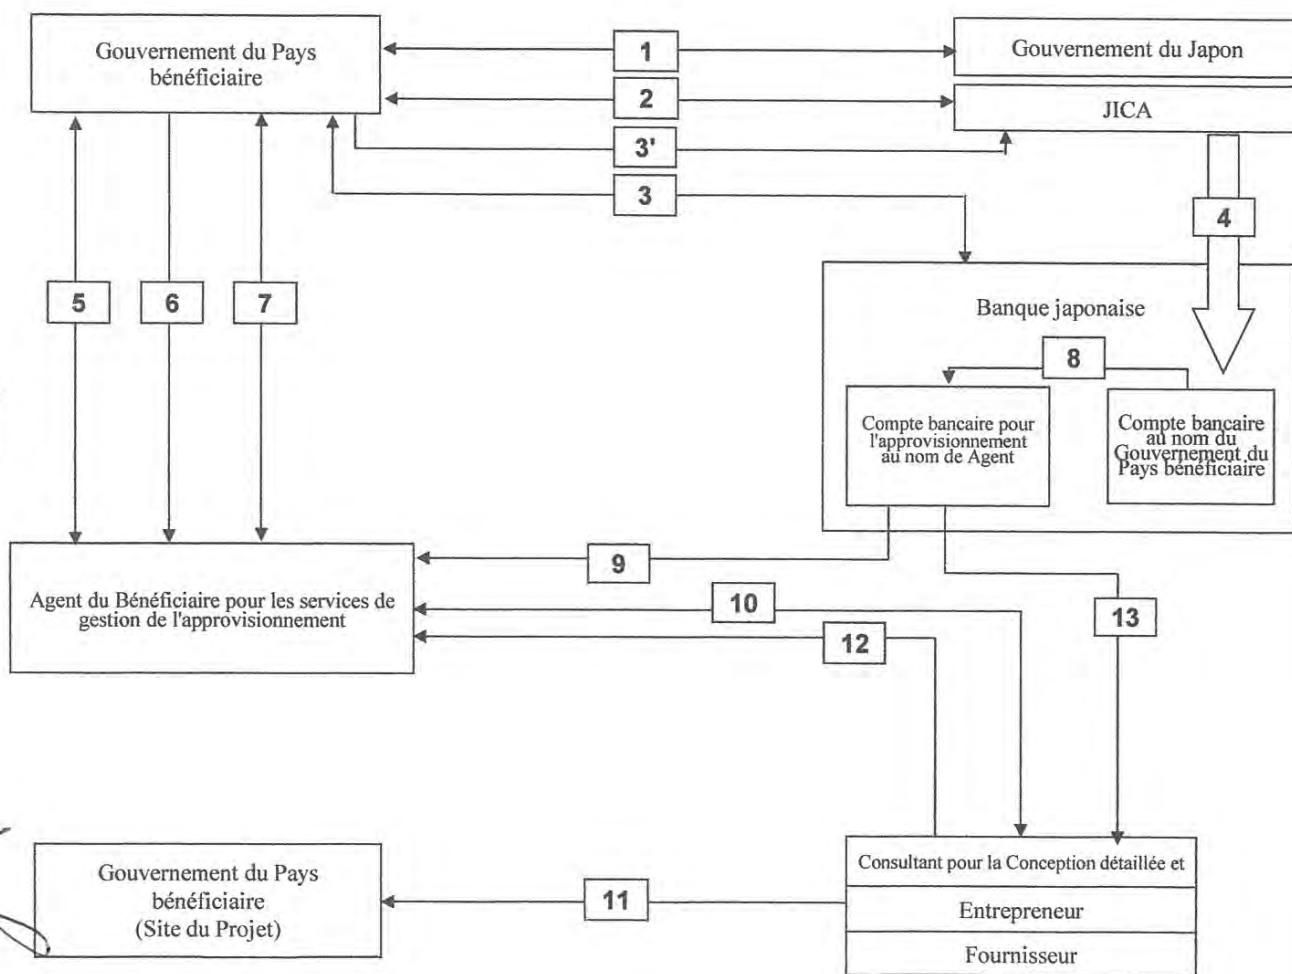 Gouvernement du Pays
bénéficiaire
1
Gouvernement du Japon
2
JICA
3'
3
4
5
6
7
Banque japonaise
8
Compte bancaire pour
l'approvisionnement
au nom de Agent
Compte bancaire
au nom du
Gouvernement du
Pays bénéficiaire
9
Agent du Bénéficiaire pour les services de
gestion de l'approvisionnement
10
12
13
Consultant pour la Conception détaillée et
Gouvernement du Pays
bénéficiaire
(Site du Projet)
11
Entrepreneur
Fournisseur